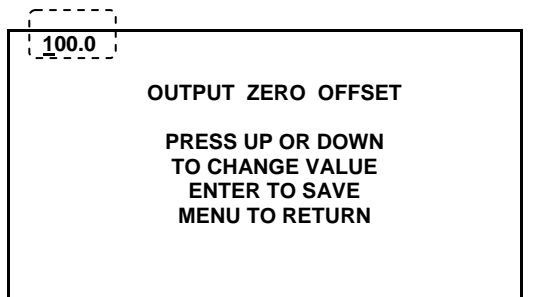 100.0
OUTPUT ZERO OFFSET
PRESS UP OR DOWN
TO CHANGE VALUE
ENTER TO SAVE
MENU TO RETURN